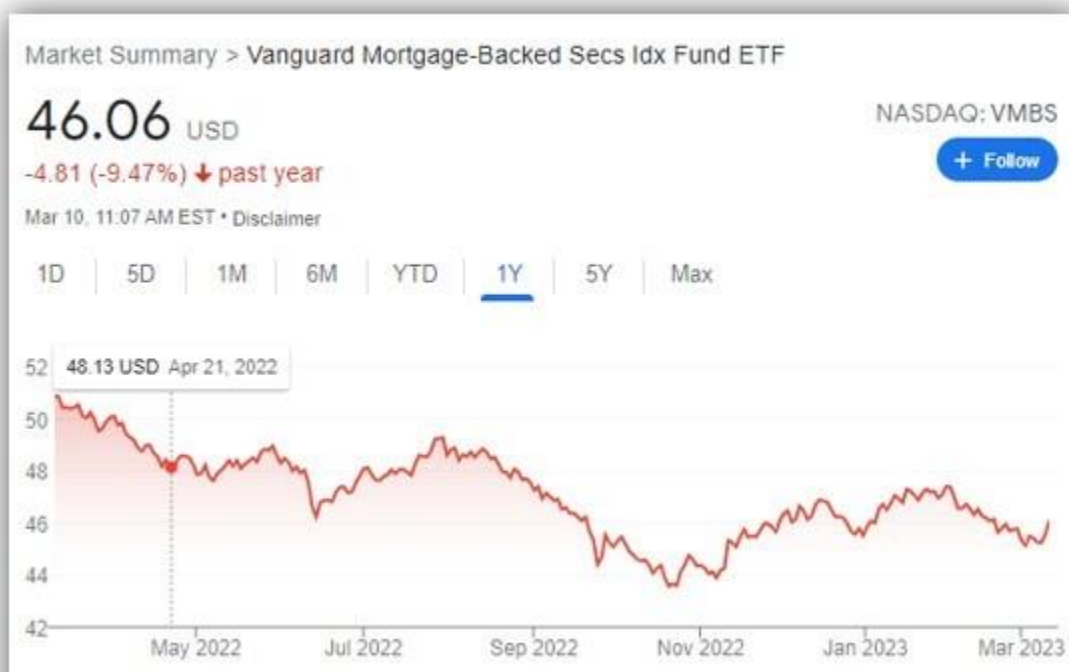 Market Summary > Vanguard Mortgage-Backed Secs Idx Fund ETF
46.06 USD
NASDAQ: VMBS
-4.81 (-9.47%) ↓ past year
+ Follow
Mar 10, 11:07 AM EST • Disclaimer
1D 5D 1M 6M YTD 1Y 5Y Max
52
48.13 USD Apr 21, 2022
50
48
46
44
42
May 2022 Jul 2022 Sep 2022 Nov 2022 Jan 2023 Mar 2023